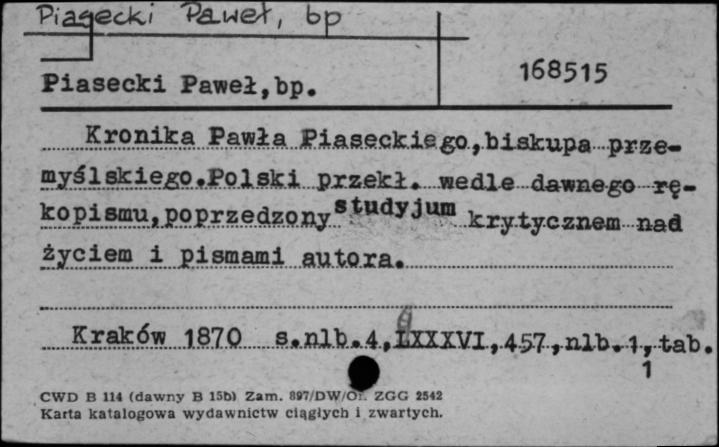 Piasecki Paweł, bp
168515
Piasecki Paweł,bp.
Kronika Pawła Piaseckiego,biskupa prze-
myślskiego.Polski przekł. wedle dawnego rę-
kopismu,poprzedzony studyjum krytycznem nad
życiem i pismami autora.
Kraków 1870 s.nlb.4,LXXXVI,457,nlb.1,tab.
1
CWD B 114 (dawny B 15b) Zam. 897/DW/Of. ZGG 2542
Karta katalogowa wydawnictw ciągłych i zwartych.